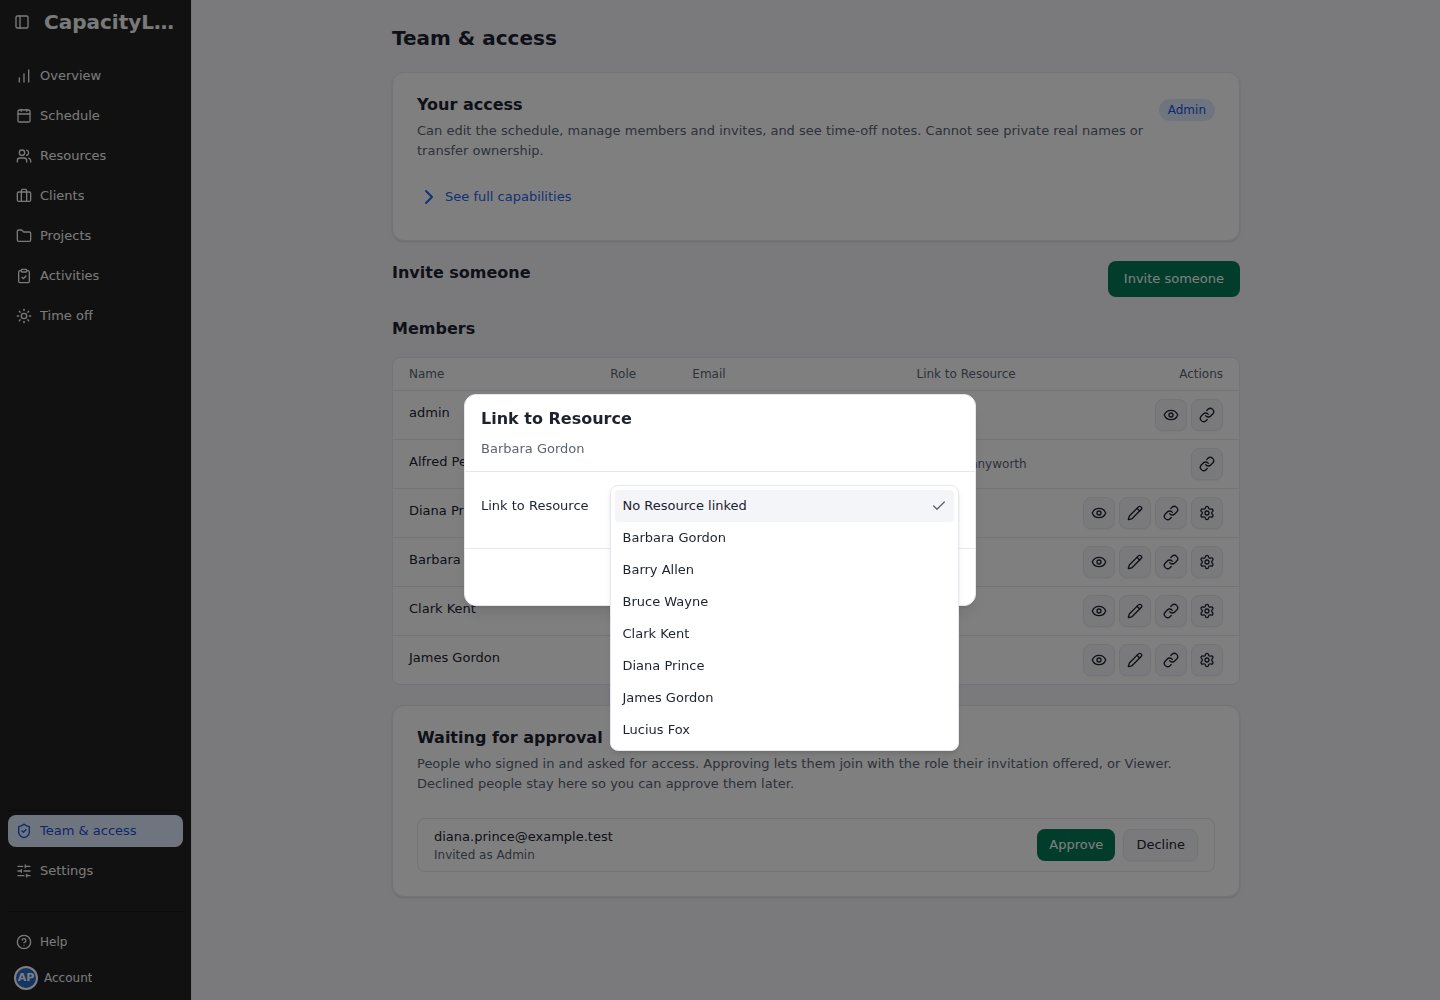 CapacityL...
Overview
Schedule
Resources
Clients
Projects
Activities
Time off
Team & access
Settings
Help
AP
Account
Team & access
Your access
Admin
Can edit the schedule, manage members and invites, and see time-off notes. Cannot see private real names or
transfer ownership.
See full capabilities
Invite someone
Invite someone
Members
Name Role Email Link to Resource Actions
admin
Alfred
Diana
Barbara
Clark Kent
James Gordon
Link to Resource
Barbara Gordon
Link to Resource
No Resource linked
Barbara Gordon
Barry Allen
Bruce Wayne
Clark Kent
Diana Prince
James Gordon
Lucius Fox
Waiting for approval
People who signed in and asked for access. Approving lets them join with the role their invitation offered, or Viewer.
Declined people stay here so you can approve them later.
diana.prince@example.test
Invited as Admin
Approve
Decline